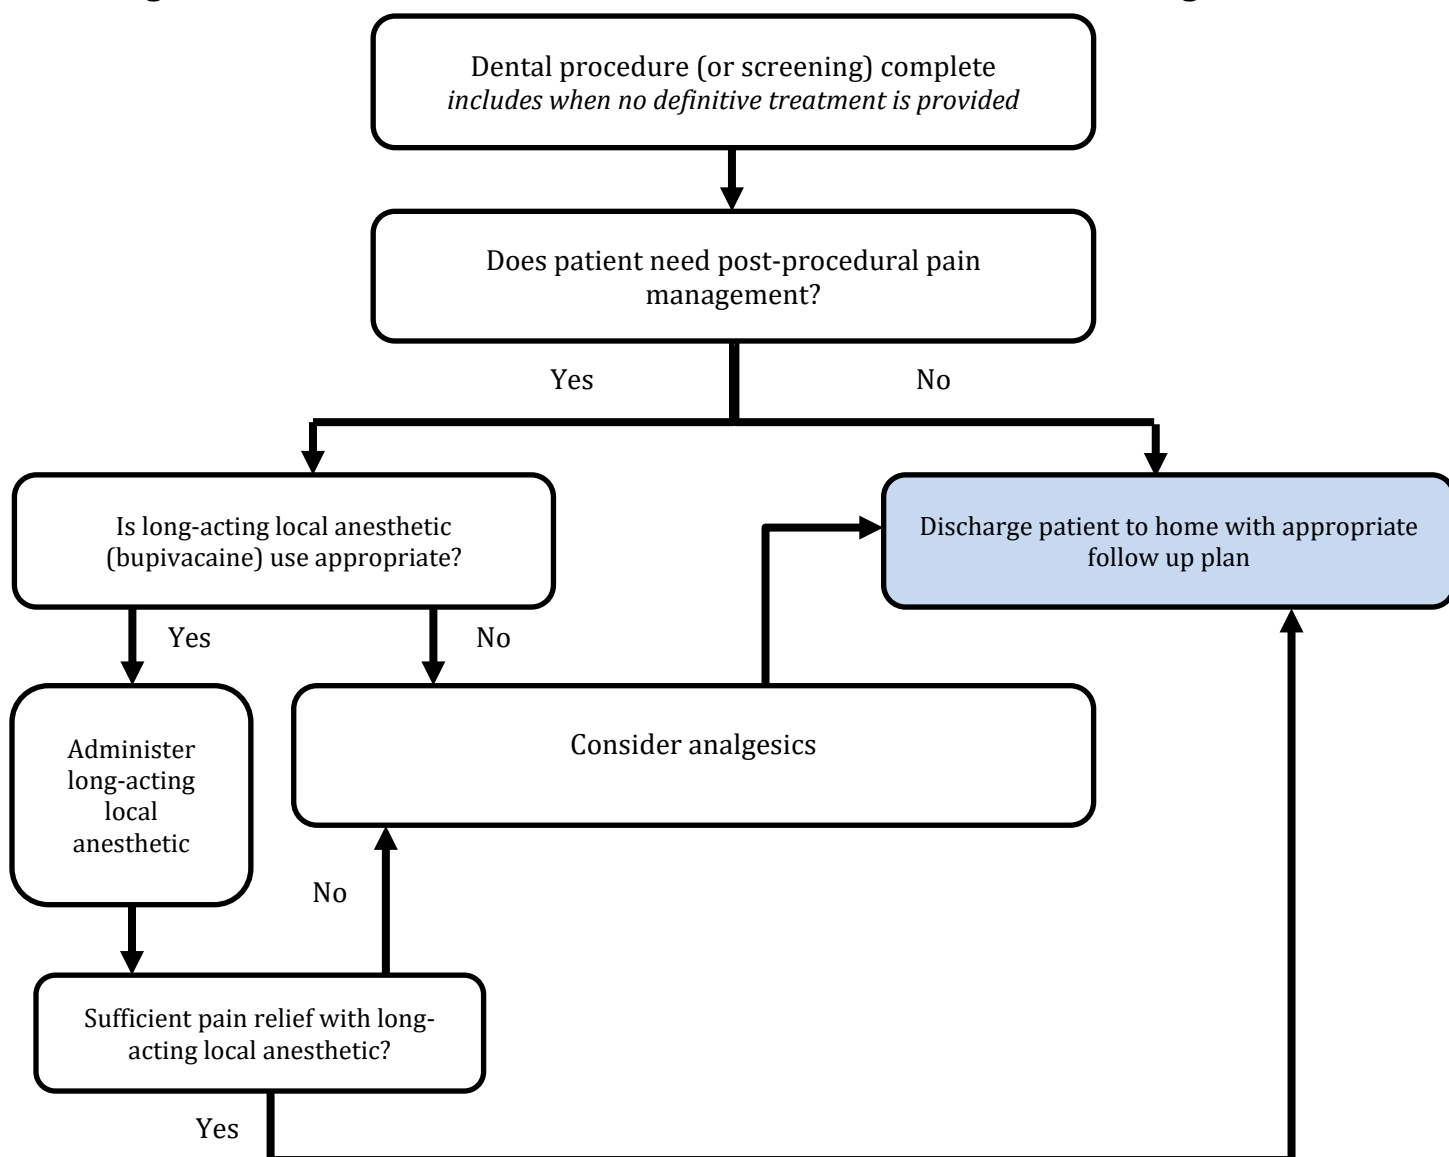 Dental procedure (or screening) complete
includes when no definitive treatment is provided
Does patient need post-procedural pain
management?
Yes
No
Is long-acting local anesthetic
(bupivacaine) use appropriate?
Discharge patient to home with appropriate
follow up plan
Yes
No
Administer
long-acting
local
anesthetic
Consider analgesics
No
Sufficient pain relief with long-
acting local anesthetic?
Yes